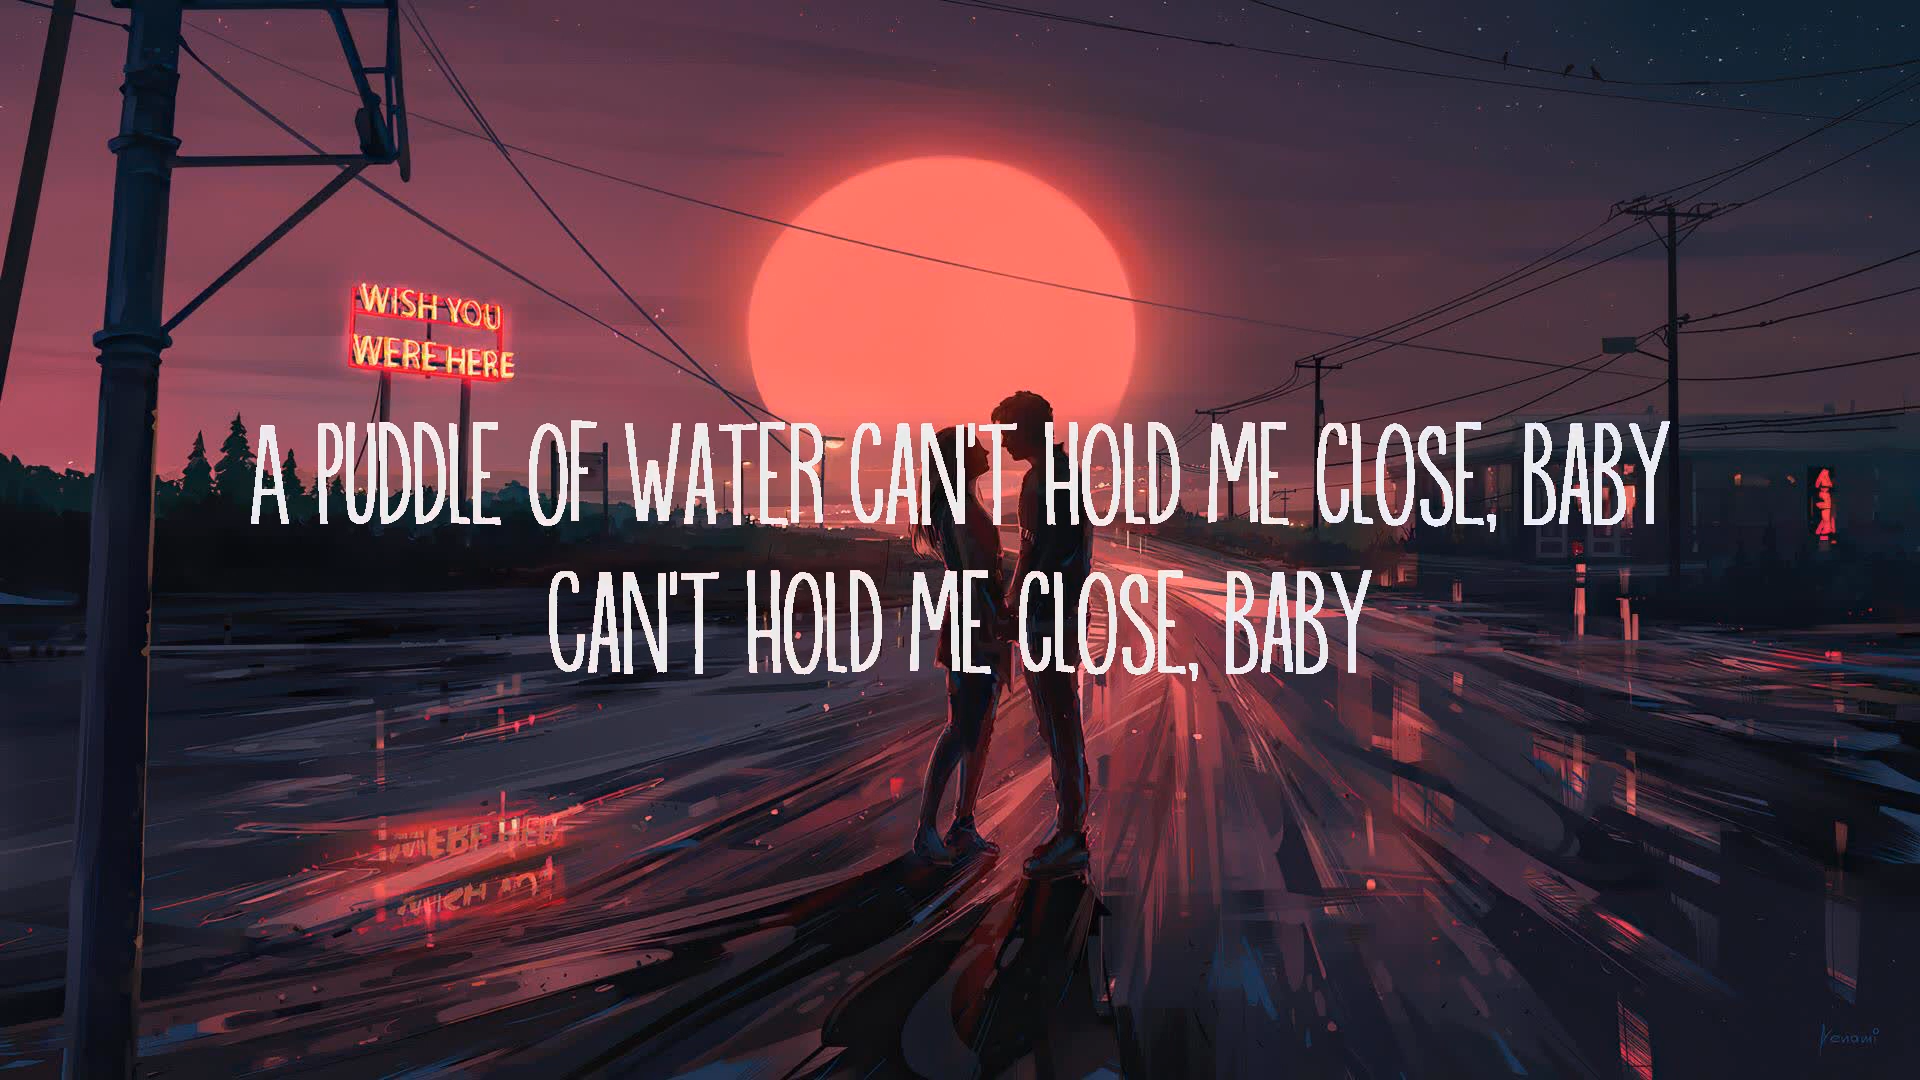 WISH YOU
WERE HERE
A PUDDLE OF WATER CAN'T HOLD ME CLOSE, BABY
CAN'T HOLD ME CLOSE, BABY